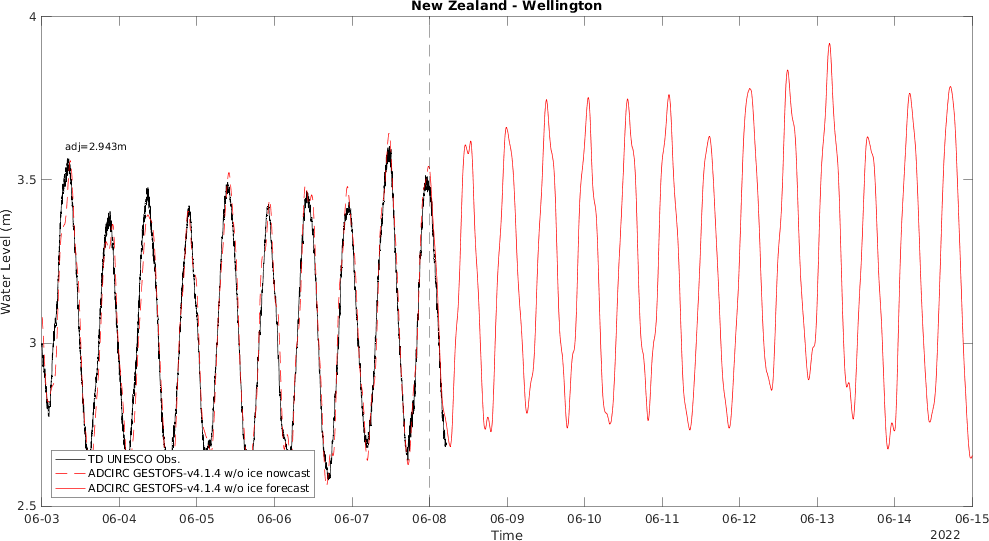 New Zealand - Wellington
4
3.5
3
2.5
Water Level (m)
adj=2.943m
TD UNESCO Obs.
ADCIRC GESTOFS-v4.1.4 w/o ice nowcast
ADCIRC GESTOFS-v4.1.4 w/o ice forecast
06-03 06-04 06-05 06-06 06-07 06-08 06-09 06-10 06-11 06-12 06-13 06-14 06-15
Time
2022